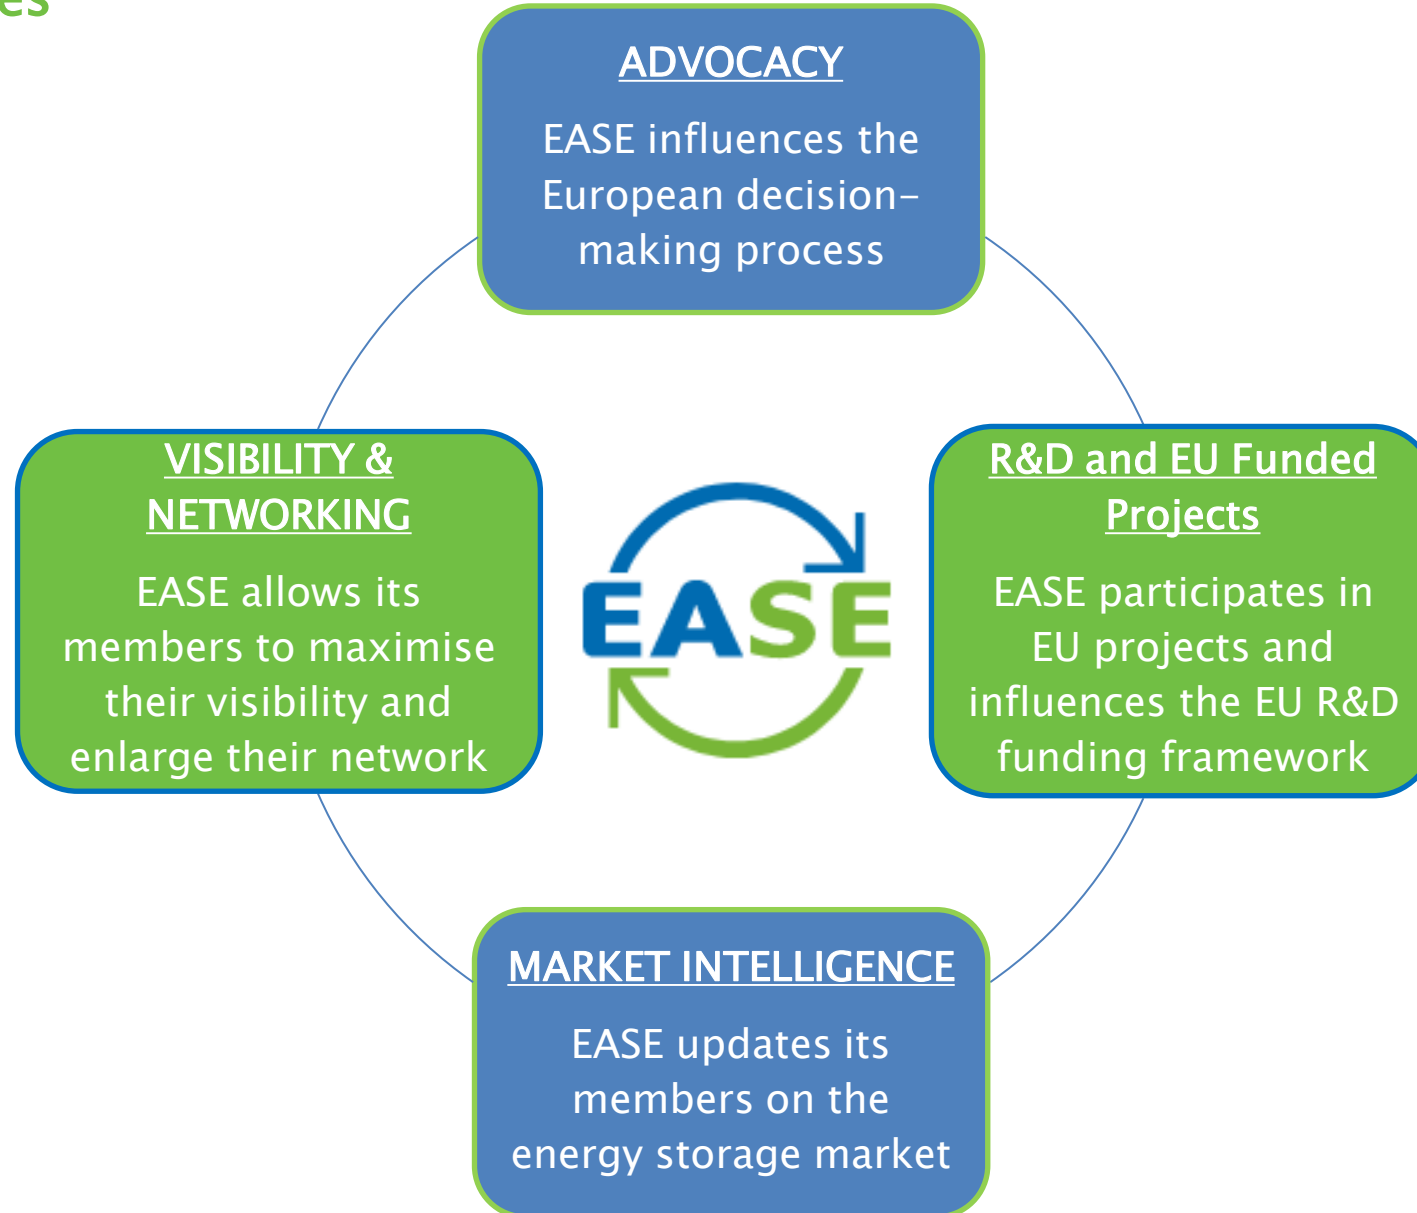 ADVOCACY
EASE influences the
European decision-
making process
VISIBILITY &
NETWORKING
EASE allows its
members to maximise
their visibility and
enlarge their network
EASE
R&D and EU Funded
Projects
EASE participates in
EU projects and
influences the EU R&D
funding framework
MARKET INTELLIGENCE
EASE updates its
members on the
energy storage market